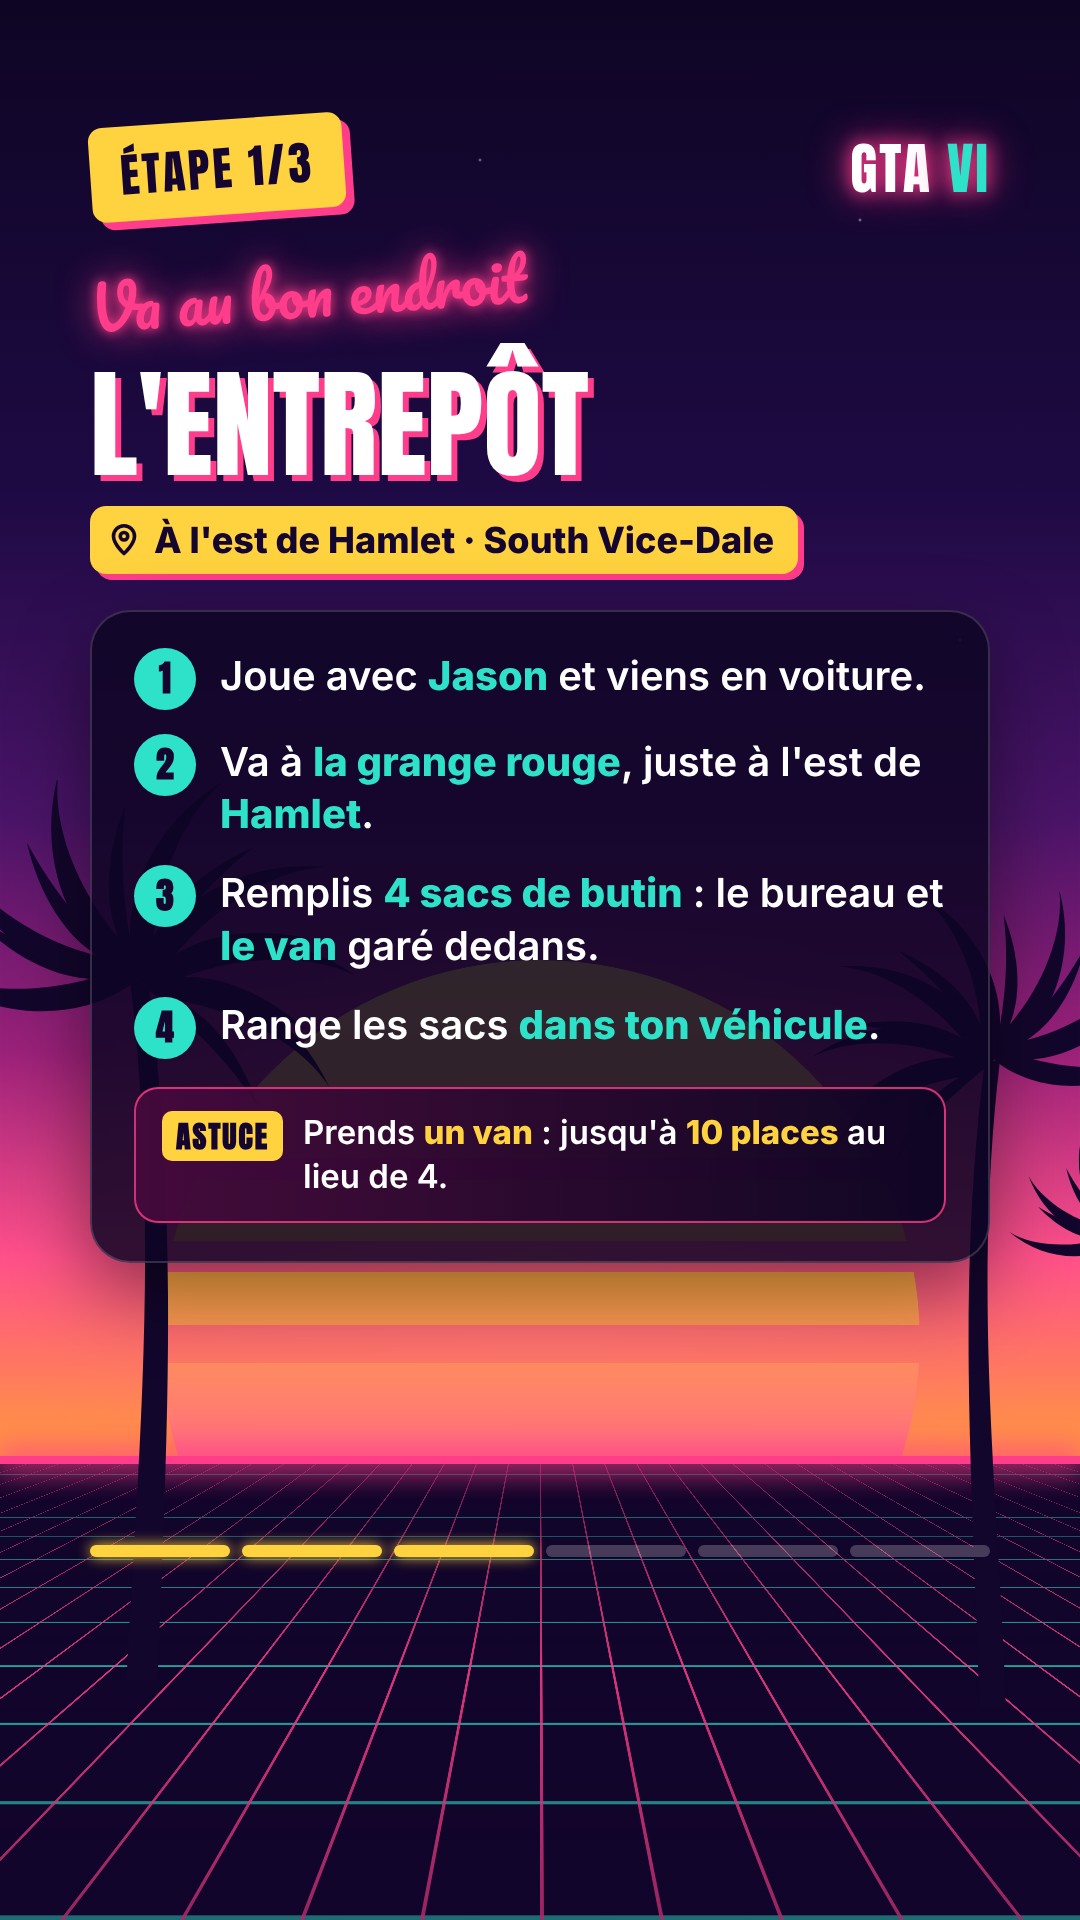 ÉTAPE 1/3
GTA VI
Va au bon endroit
L'ENTREPÔT
À l'est de Hamlet · South Vice-Dale
1 Joue avec Jason et viens en voiture.
2 Va à la grange rouge, juste à l'est de
Hamlet.
3 Remplis 4 sacs de butin : le bureau et
le van garé dedans.
4 Range les sacs dans ton véhicule.
ASTUCE Prends un van : jusqu'à 10 places au
lieu de 4.